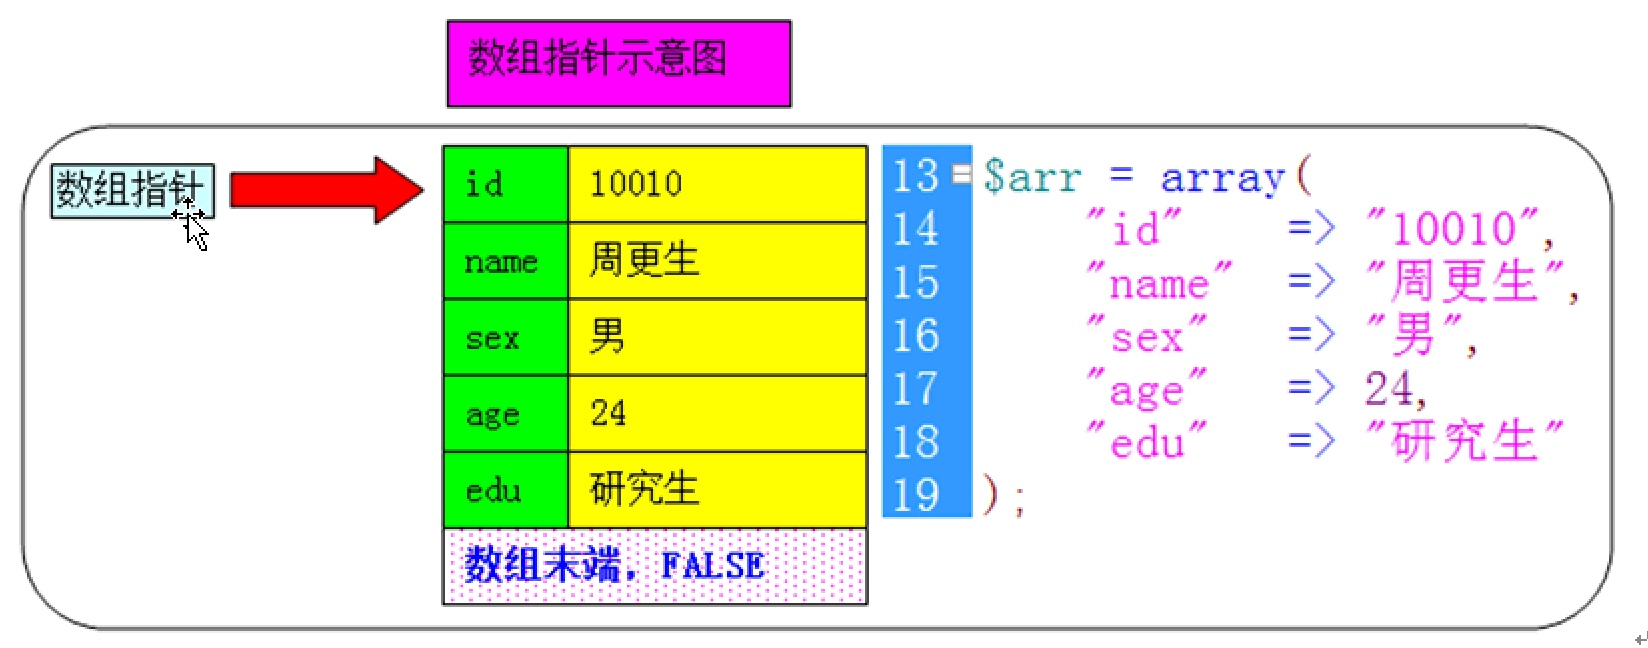 数组指针示意图
数组指针
id 10010
name 周更生
sex 男
age 24
edu 研究生
数组末端，FALSE
13 $arr = array(
14 "id" => "10010",
15 "name" => "周更生",
16 "sex" => "男",
17 "age" => 24,
18 "edu" => "研究生"
19 );